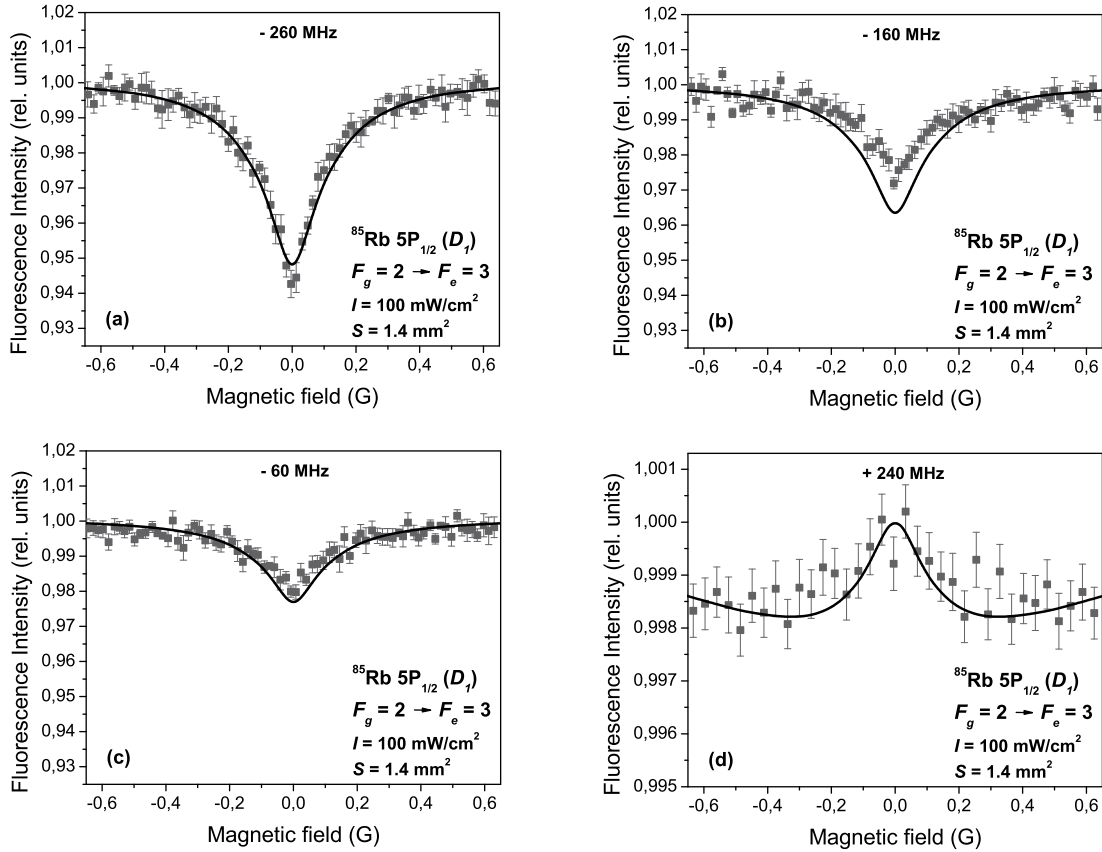 - 260 MHz
1,02
1,01
1,00
0,99
0,98
0,97
0,96
0,95
0,94
0,93
Fluorescence Intensity (rel. units)
⁸⁵Rb 5P₁/₂ (D₁)
F_g = 2 → F_e = 3
I = 100 mW/cm²
S = 1.4 mm²
(a)
-0,6 -0,4 -0,2 0,0 0,2 0,4 0,6
Magnetic field (G)
- 160 MHz
1,02
1,01
1,00
0,99
0,98
0,97
0,96
0,95
0,94
0,93
Fluorescence Intensity (rel. units)
⁸⁵Rb 5P₁/₂ (D₁)
F_g = 2 → F_e = 3
I = 100 mW/cm²
S = 1.4 mm²
(b)
-0,6 -0,4 -0,2 0,0 0,2 0,4 0,6
Magnetic field (G)
- 60 MHz
1,02
1,01
1,00
0,99
0,98
0,97
0,96
0,95
0,94
0,93
Fluorescence Intensity (rel. units)
⁸⁵Rb 5P₁/₂ (D₁)
F_g = 2 → F_e = 3
I = 100 mW/cm²
S = 1.4 mm²
(c)
-0,6 -0,4 -0,2 0,0 0,2 0,4 0,6
Magnetic field (G)
+ 240 MHz
1,001
1,000
0,999
0,998
0,997
0,996
0,995
Fluorescence Intensity (rel. units)
⁸⁵Rb 5P₁/₂ (D₁)
F_g = 2 → F_e = 3
I = 100 mW/cm²
S = 1.4 mm²
(d)
-0,6 -0,4 -0,2 0,0 0,2 0,4 0,6
Magnetic field (G)